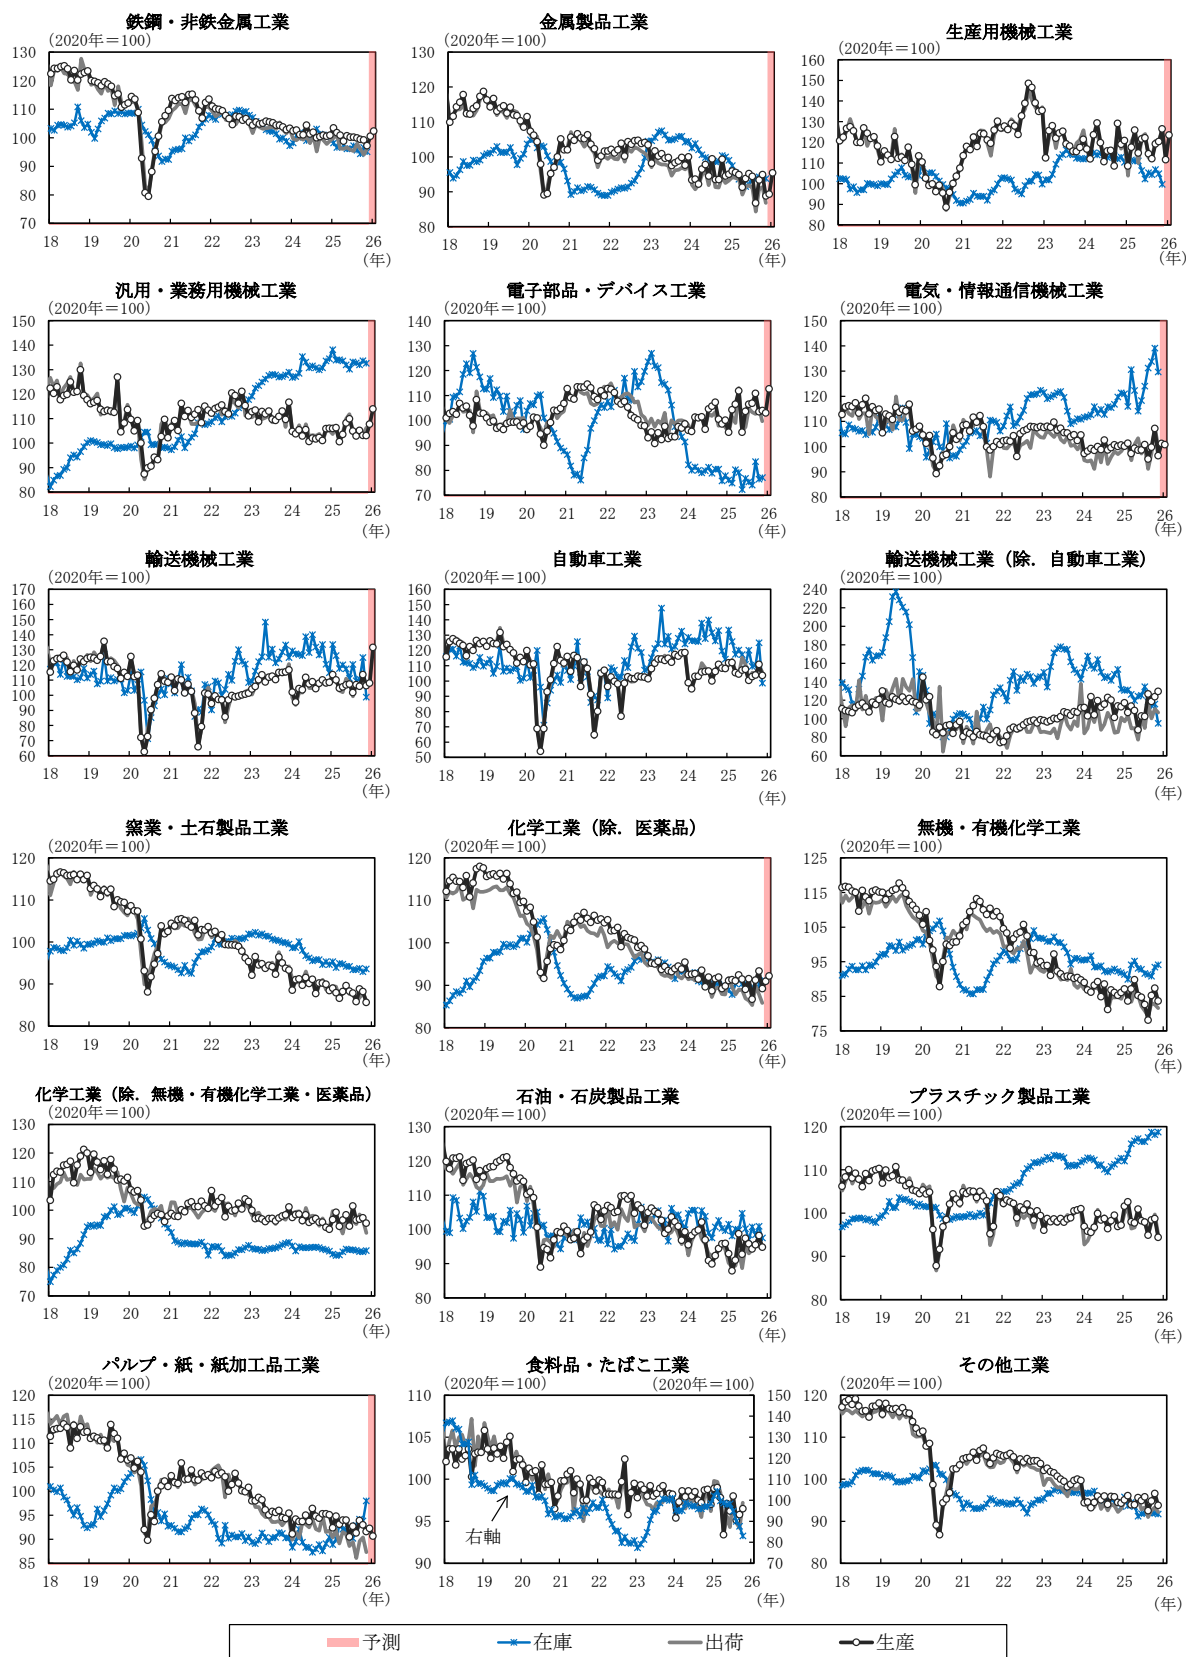 鉄鋼・非鉄金属工業
(2020年＝100)
130
120
110
100
90
80
70
18 19 20 21 22 23 24 25 26
(年)
金属製品工業
(2020年＝100)
130
120
110
100
90
80
18 19 20 21 22 23 24 25 26
(年)
生産用機械工業
(2020年＝100)
160
150
140
130
120
110
100
90
80
18 19 20 21 22 23 24 25 26
(年)
汎用・業務用機械工業
(2020年＝100)
150
140
130
120
110
100
90
80
18 19 20 21 22 23 24 25 26
(年)
電子部品・デバイス工業
(2020年＝100)
140
130
120
110
100
90
80
70
18 19 20 21 22 23 24 25 26
(年)
電気・情報通信機械工業
(2020年＝100)
150
140
130
120
110
100
90
80
18 19 20 21 22 23 24 25 26
(年)
輸送機械工業
(2020年＝100)
170
160
150
140
130
120
110
100
90
80
70
60
18 19 20 21 22 23 24 25 26
(年)
自動車工業
(2020年＝100)
160
150
140
130
120
110
100
90
80
70
60
50
18 19 20 21 22 23 24 25 26
(年)
輸送機械工業（除．自動車工業）
(2020年＝100)
240
220
200
180
160
140
120
100
80
60
18 19 20 21 22 23 24 25 26
(年)
窯業・土石製品工業
(2020年＝100)
120
110
100
90
80
18 19 20 21 22 23 24 25 26
(年)
化学工業（除．医薬品）
(2020年＝100)
120
110
100
90
80
18 19 20 21 22 23 24 25 26
(年)
無機・有機化学工業
(2020年＝100)
125
115
105
95
85
75
18 19 20 21 22 23 24 25 26
(年)
化学工業（除．無機・有機化学工業・医薬品）
(2020年＝100)
130
120
110
100
90
80
70
18 19 20 21 22 23 24 25 26
(年)
石油・石炭製品工業
(2020年＝100)
130
120
110
100
90
80
18 19 20 21 22 23 24 25 26
(年)
プラスチック製品工業
(2020年＝100)
120
110
100
90
80
18 19 20 21 22 23 24 25 26
(年)
パルプ・紙・紙加工品工業
(2020年＝100)
120
115
110
105
100
95
90
85
18 19 20 21 22 23 24 25 26
(年)
食料品・たばこ工業
(2020年＝100) (2020年＝100)
110
105
100
95
90
150
140
130
120
110
100
90
80
70
右軸
18 19 20 21 22 23 24 25 26
(年)
その他工業
(2020年＝100)
120
110
100
90
80
18 19 20 21 22 23 24 25 26
(年)
予測 在庫 出荷 生産